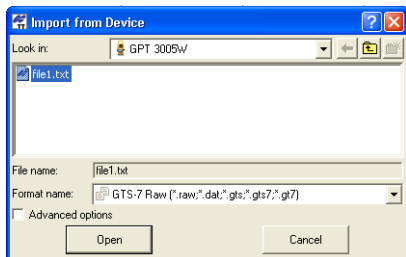 Import from Device
Look in: GPT 3005W
file1.txt
File name: file1.txt
Format name: GTS-7 Raw (*.raw;*.dat;*.gts;*.gts7;*.gt7)
Advanced options
Open Cancel